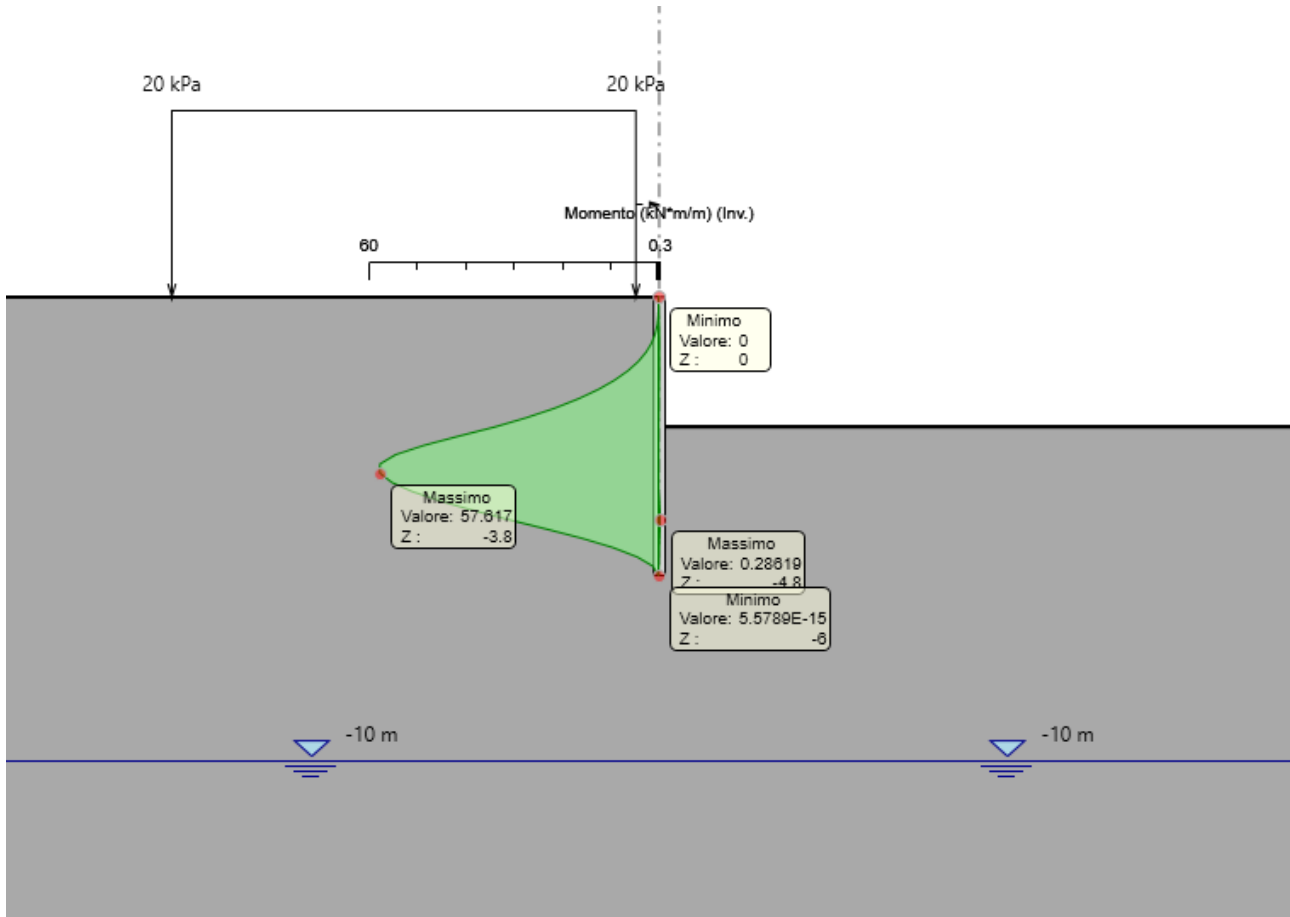 20 kPa
20 kPa
Momento (kN*m/m) (Inv.)
60
0.3
Minimo
Valore: 0
Z : 0
Massimo
Valore: 57.617
Z : -3.8
Massimo
Valore: 0.28619
Z : -4.8
Minimo
Valore: 5.5789E-15
Z : -6
-10 m
-10 m